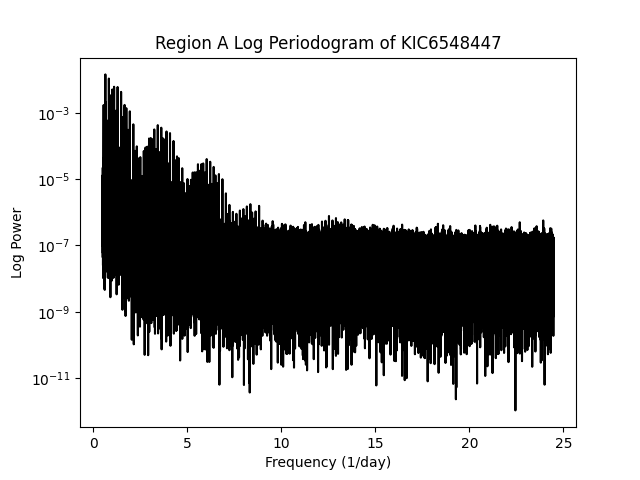 Region A Log Periodogram of KIC6548447
Log Power
10⁻³
10⁻⁵
10⁻⁷
10⁻⁹
10⁻¹¹
0 5 10 15 20 25
Frequency (1/day)